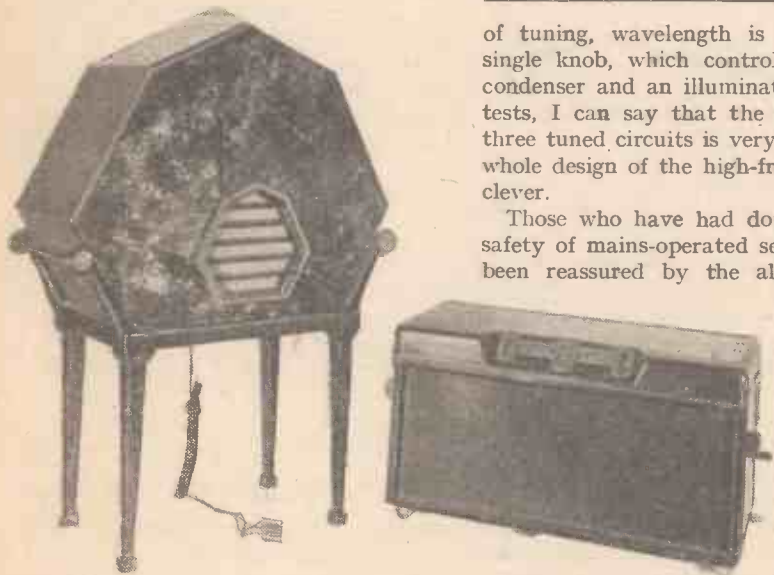 of tuning, wavelength is
single knob, which control
condenser and an illuminat
tests, I can say that the
three tuned circuits is very
whole design of the high-fr
clever.
Those who have had do
safety of mains-operated se
been reassured by the al